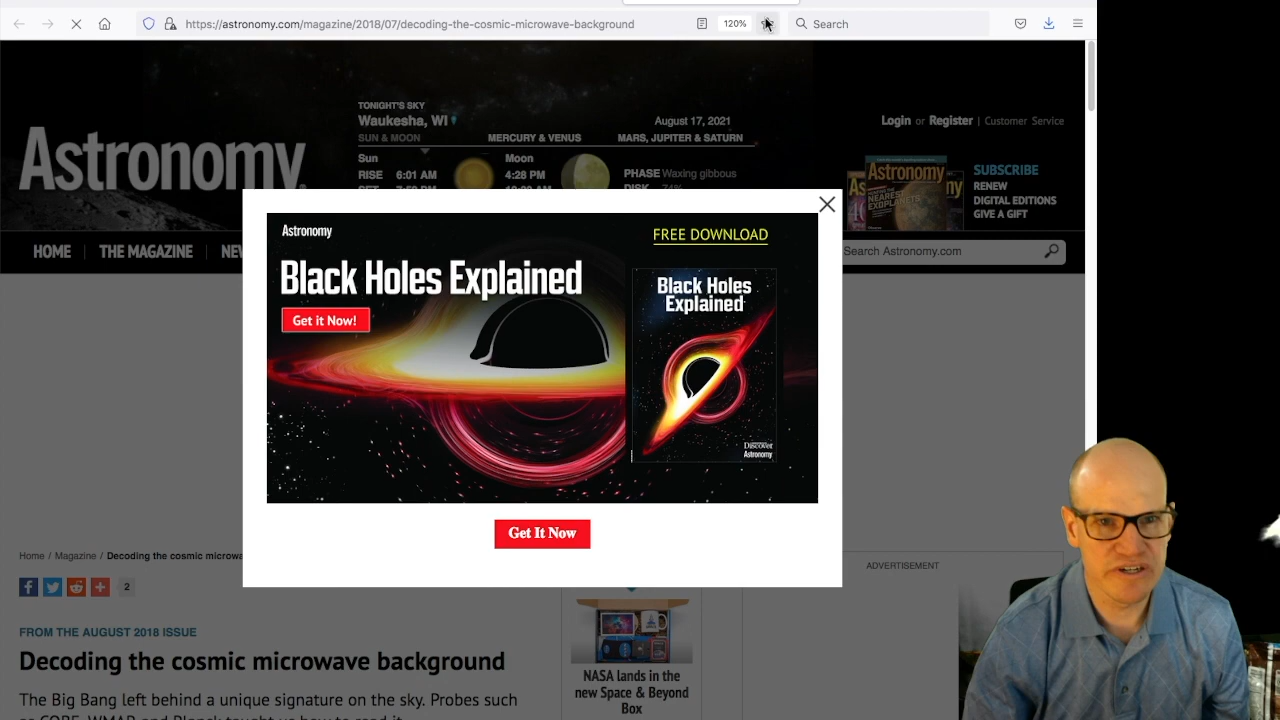 https://astronomy.com/magazine/2018/07/decoding-the-cosmic-microwave-background
120%
Search
TONIGHT'S SKY
Waukesha, WI
August 17, 2021
SUN & MOON
MERCURY & VENUS
MARS, JUPITER & SATURN
Login or Register | Customer Service
Astronomy
Sun
RISE 6:01 AM
Moon
4:28 PM
PHASE Waxing gibbous
Astronomy
SUBSCRIBE
RENEW
DIGITAL EDITIONS
GIVE A GIFT
HOME
THE MAGAZINE
Search Astronomy.com
Astronomy
FREE DOWNLOAD
Black Holes Explained
Get it Now!
Black Holes
Explained
Discover
Astronomy
Get It Now
Home / Magazine / Decoding the cosmic
2
ADVERTISEMENT
FROM THE AUGUST 2018 ISSUE
Decoding the cosmic microwave background
The Big Bang left behind a unique signature on the sky. Probes such
NASA lands in the
new Space & Beyond
Box